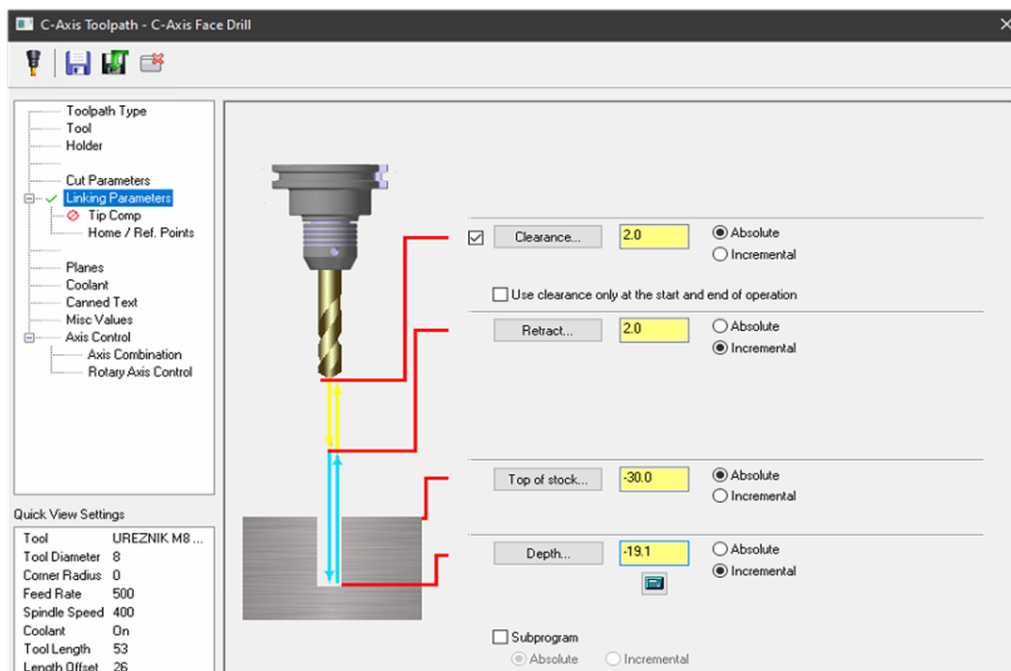 C-Axis Toolpath - C-Axis Face Drill
Toolpath Type
Tool
Holder
Cut Parameters
Linking Parameters
Tip Comp
Home / Ref. Points
Planes
Coolant
Canned Text
Misc Values
Axis Control
Axis Combination
Rotary Axis Control
Clearance... 2.0 Absolute
Incremental
Use clearance only at the start and end of operation
Retract... 2.0 Absolute
Incremental
Top of stock... -30.0 Absolute
Incremental
Depth... -19.1 Absolute
Incremental
Subprogram
Absolute Incremental
Quick View Settings
Tool UREZNIK M8 ...
Tool Diameter 8
Corner Radius 0
Feed Rate 500
Spindle Speed 400
Coolant On
Tool Length 53
Length Offset 26